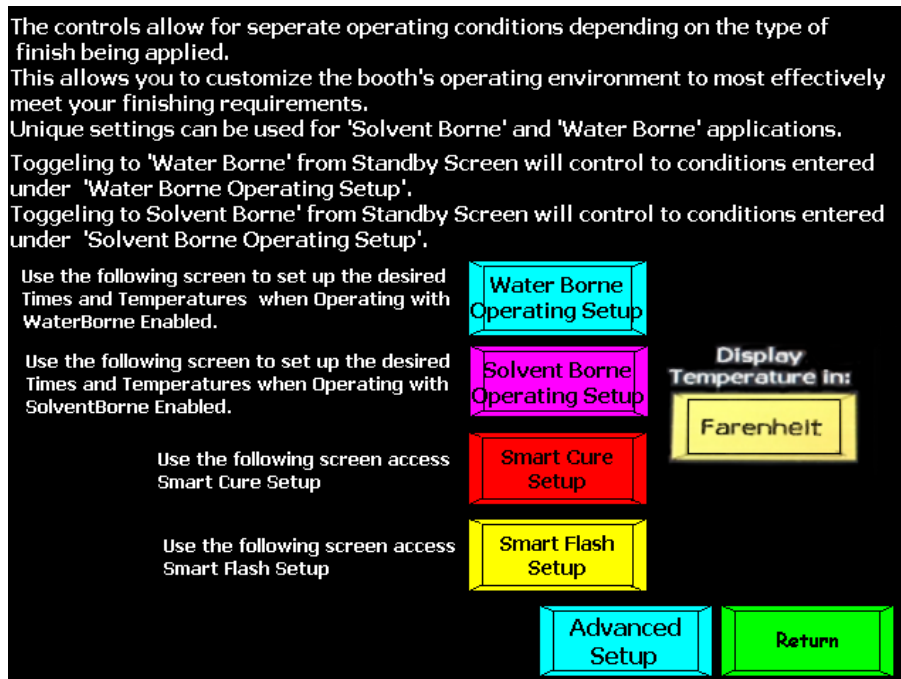 The controls allow for seperate operating conditions depending on the type of
finish being applied.
This allows you to customize the booth's operating environment to most effectively
meet your finishing requirements.
Unique settings can be used for 'Solvent Borne' and 'Water Borne' applications.
Toggeling to 'Water Borne' from Standby Screen will control to conditions entered
under 'Water Borne Operating Setup'.
Toggeling to Solvent Borne' from Standby Screen will control to conditions entered
under 'Solvent Borne Operating Setup'.
Use the following screen to set up the desired
Times and Temperatures when Operating with
WaterBorne Enabled.
Water Borne
Operating Setup
Use the following screen to set up the desired
Times and Temperatures when Operating with
SolventBorne Enabled.
Solvent Borne
Operating Setup
Display
Temperature in:
Farenheit
Use the following screen access
Smart Cure Setup
Smart Cure
Setup
Use the following screen access
Smart Flash Setup
Smart Flash
Setup
Advanced
Setup
Return